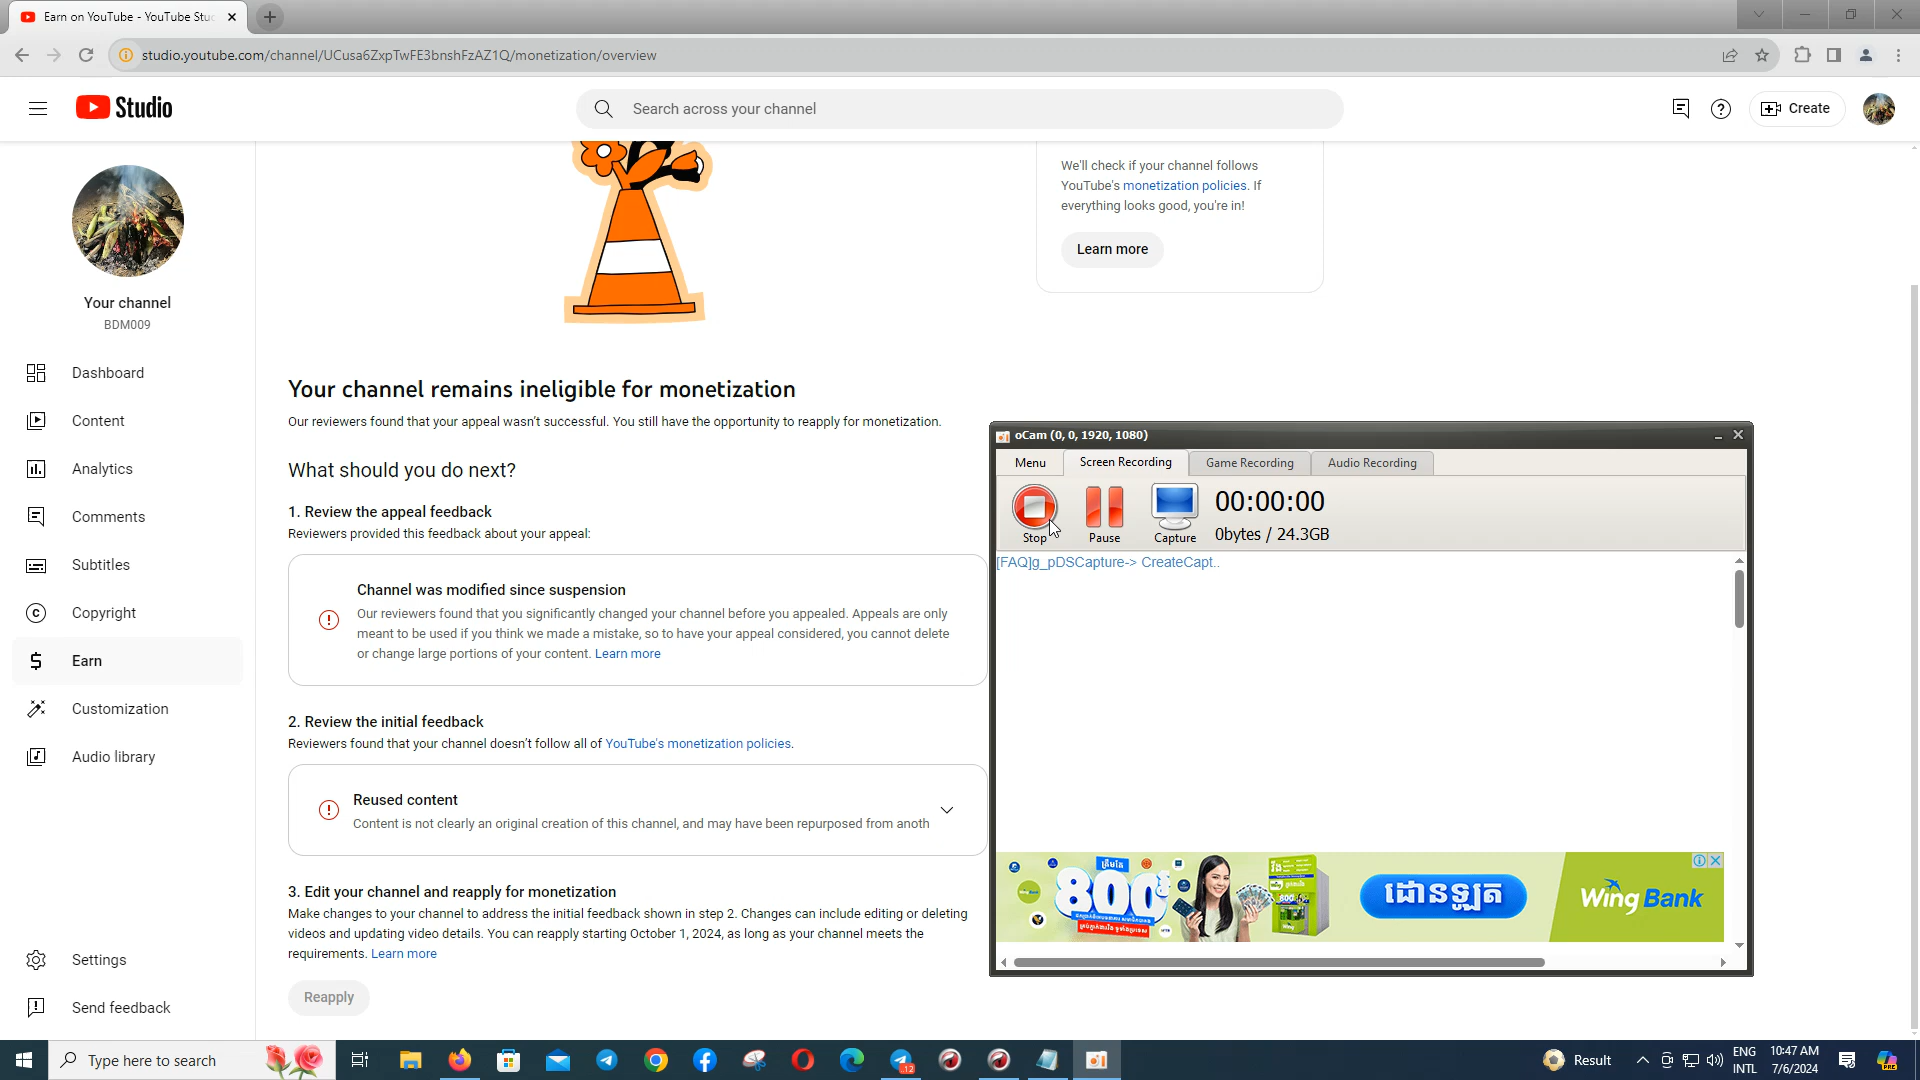 Earn on YouTube - YouTube Stu
studio.youtube.com/channel/UCusa6ZxpTwFE3bnshFzAZ1Q/monetization/overview
Studio
Search across your channel
Create
Your channel
BDM009
Dashboard
Content
Analytics
Comments
Subtitles
Copyright
Earn
Customization
Audio library
Settings
Send feedback
We'll check if your channel follows
YouTube's monetization policies. If
everything looks good, you're in!
Learn more
Your channel remains ineligible for monetization
Our reviewers found that your appeal wasn't successful. You still have the opportunity to reapply for monetization.
What should you do next?
1. Review the appeal feedback
Reviewers provided this feedback about your appeal:
Channel was modified since suspension
Our reviewers found that you significantly changed your channel before you appealed. Appeals are only
meant to be used if you think we made a mistake, so to have your appeal considered, you cannot delete
or change large portions of your content. Learn more
2. Review the initial feedback
Reviewers found that your channel doesn't follow all of YouTube's monetization policies.
Reused content
Content is not clearly an original creation of this channel, and may have been repurposed from anoth
3. Edit your channel and reapply for monetization
Make changes to your channel to address the initial feedback shown in step 2. Changes can include editing or deleting
videos and updating video details. You can reapply starting October 1, 2024, as long as your channel meets the
requirements. Learn more
Reapply
oCam (0, 0, 1920, 1080)
Menu
Screen Recording
Game Recording
Audio Recording
Stop
Pause
Capture
00:00:00
0bytes / 24.3GB
[FAQ]g_pDSCapture-> CreateCapt..
800$
ដោនឡូត
Wing Bank
Type here to search
12
Result
ENG
INTL
10:47 AM
7/6/2024
PRE